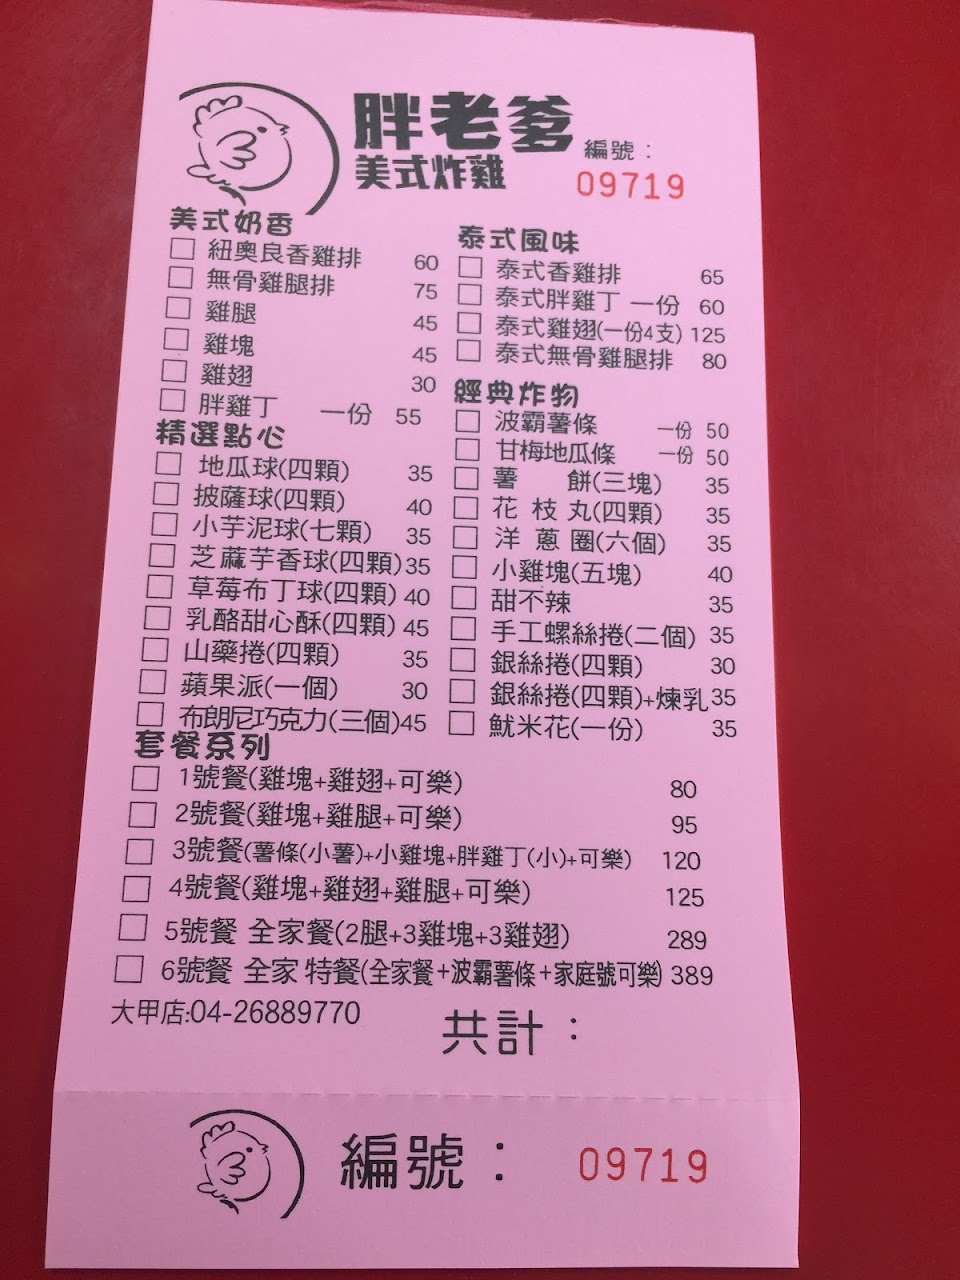 胖老爹
美式炸雞
編號：
09719
美式奶香
紐奧良香雞排 60
無骨雞腿排 75
雞腿 45
雞塊 45
雞翅 30
胖雞丁 一份 55
精選點心
地瓜球(四顆) 35
披薩球(四顆) 40
小芋泥球(七顆) 35
芝蔴芋香球(四顆) 35
草莓布丁球(四顆) 40
乳酪甜心酥(四顆) 45
山藥捲(四顆) 35
蘋果派(一個) 30
布朗尼巧克力(三個) 45
泰式風味
泰式香雞排 65
泰式胖雞丁 一份 60
泰式雞翅(一份4支) 125
泰式無骨雞腿排 80
經典炸物
波霸薯條 一份 50
甘梅地瓜條 一份 50
薯 餅(三塊) 35
花 枝 丸(四顆) 35
洋 蔥 圈(六個) 35
小雞塊(五塊) 40
甜不辣 35
手工螺絲捲(二個) 35
銀絲捲(四顆) 30
銀絲捲(四顆)+煉乳 35
魷米花(一份) 35
套餐系列
1號餐(雞塊+雞翅+可樂) 80
2號餐(雞塊+雞腿+可樂) 95
3號餐(薯條(小薯)+小雞塊+胖雞丁(小)+可樂) 120
4號餐(雞塊+雞翅+雞腿+可樂) 125
5號餐 全家餐(2腿+3雞塊+3雞翅) 289
6號餐 全家 特餐(全家餐+波霸薯條+家庭號可樂) 389
大甲店:04-26889770
共計：
編號： 09719